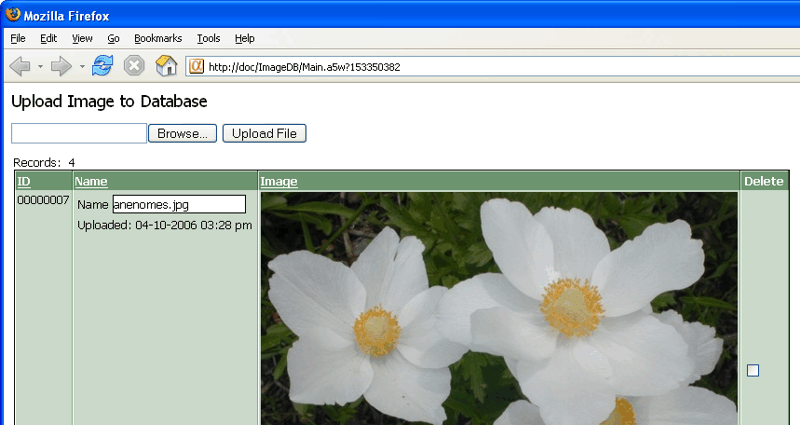 Mozilla Firefox
File Edit View Go Bookmarks Tools Help
http://doc/ImageDB/Main.a5w?153350382
Upload Image to Database
Browse... Upload File
Records: 4
ID Name Image Delete
00000007 Name anenomes.jpg
Uploaded: 04-10-2006 03:28 pm